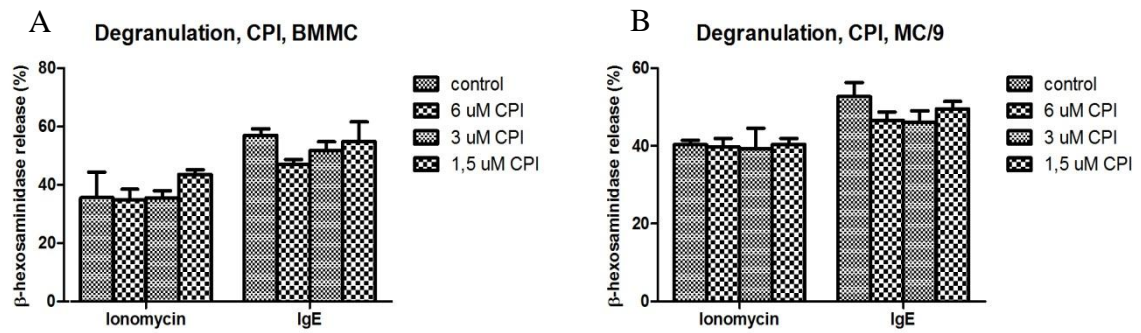 A
Degranulation, CPI, BMMC
β-hexosaminidase release (%)
80
60
40
20
0
Ionomycin
IgE
control
6 uM CPI
3 uM CPI
1,5 uM CPI
B
Degranulation, CPI, MC/9
β-hexosaminidase release (%)
60
40
20
0
Ionomycin
IgE
control
6 uM CPI
3 uM CPI
1,5 uM CPI